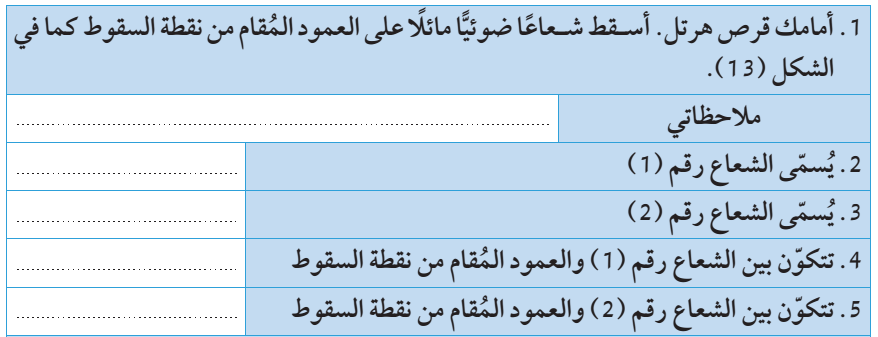 1. أمامك قرص هرتل. أسقط شعاعًا ضوئيًّا مائلًا على العمود المُقام من نقطة السقوط كما في
الشكل (13).
ملاحظاتي ........................................
2. يُسمّى الشعاع رقم (1) ........................................
3. يُسمّى الشعاع رقم (2) ........................................
4. تتكوّن بين الشعاع رقم (1) والعمود المُقام من نقطة السقوط ........................................
5. تتكوّن بين الشعاع رقم (2) والعمود المُقام من نقطة السقوط ........................................